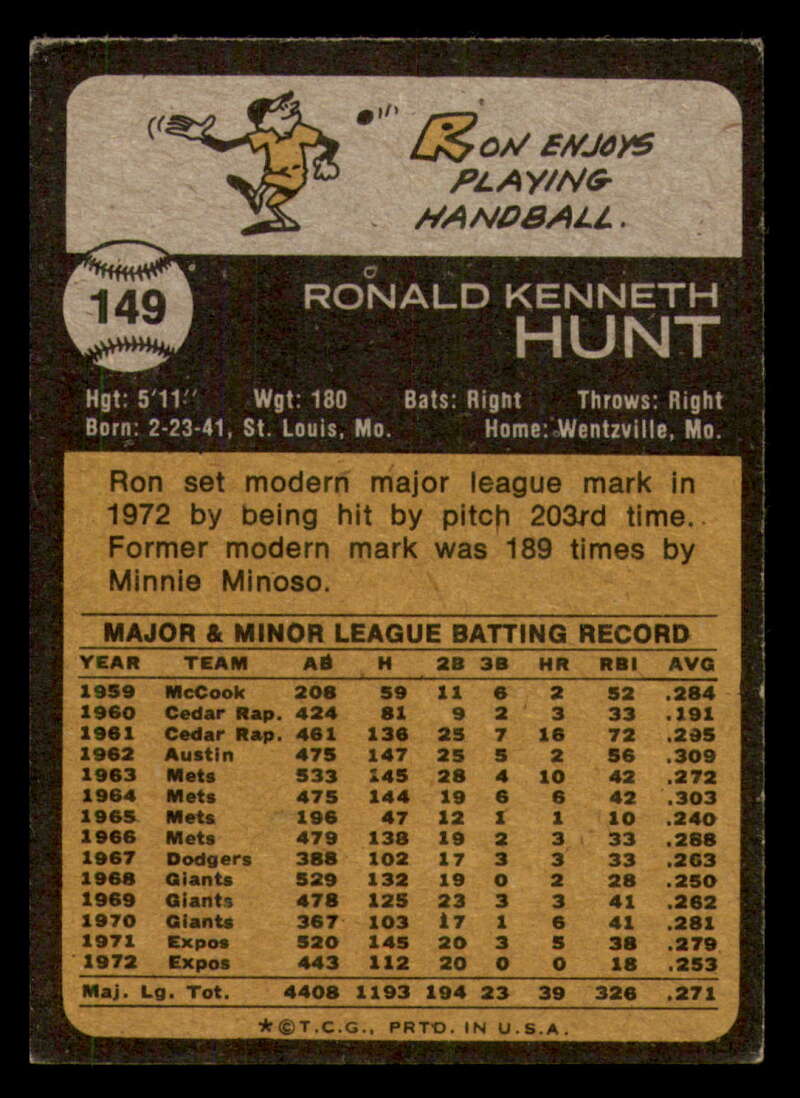 RON ENJOYS
PLAYING
HANDBALL.
149
RONALD KENNETH
HUNT
Hgt: 5'11" Wgt: 180 Bats: Right Throws: Right
Born: 2-23-41, St. Louis, Mo. Home: Wentzville, Mo.
Ron set modern major league mark in
1972 by being hit by pitch 203rd time.
Former modern mark was 189 times by
Minnie Minoso.
MAJOR & MINOR LEAGUE BATTING RECORD
YEAR TEAM AB H 2B 3B HR RBI AVG
1959 McCook 208 59 11 6 2 52 .284
1960 Cedar Rap. 424 81 9 2 3 33 .191
1961 Cedar Rap. 461 136 25 7 16 72 .295
1962 Austin 475 147 25 5 2 56 .309
1963 Mets 533 145 28 4 10 42 .272
1964 Mets 475 144 19 6 6 42 .303
1965 Mets 196 47 12 1 1 10 .240
1966 Mets 479 138 19 2 3 33 .288
1967 Dodgers 388 102 17 3 3 33 .263
1968 Giants 529 132 19 0 2 28 .250
1969 Giants 478 125 23 3 3 41 .262
1970 Giants 367 103 17 1 6 41 .281
1971 Expos 520 145 20 3 5 38 .279
1972 Expos 443 112 20 0 0 18 .253
Maj. Lg. Tot. 4408 1193 194 23 39 326 .271
*©T.C.G., PRTD. IN U.S.A.